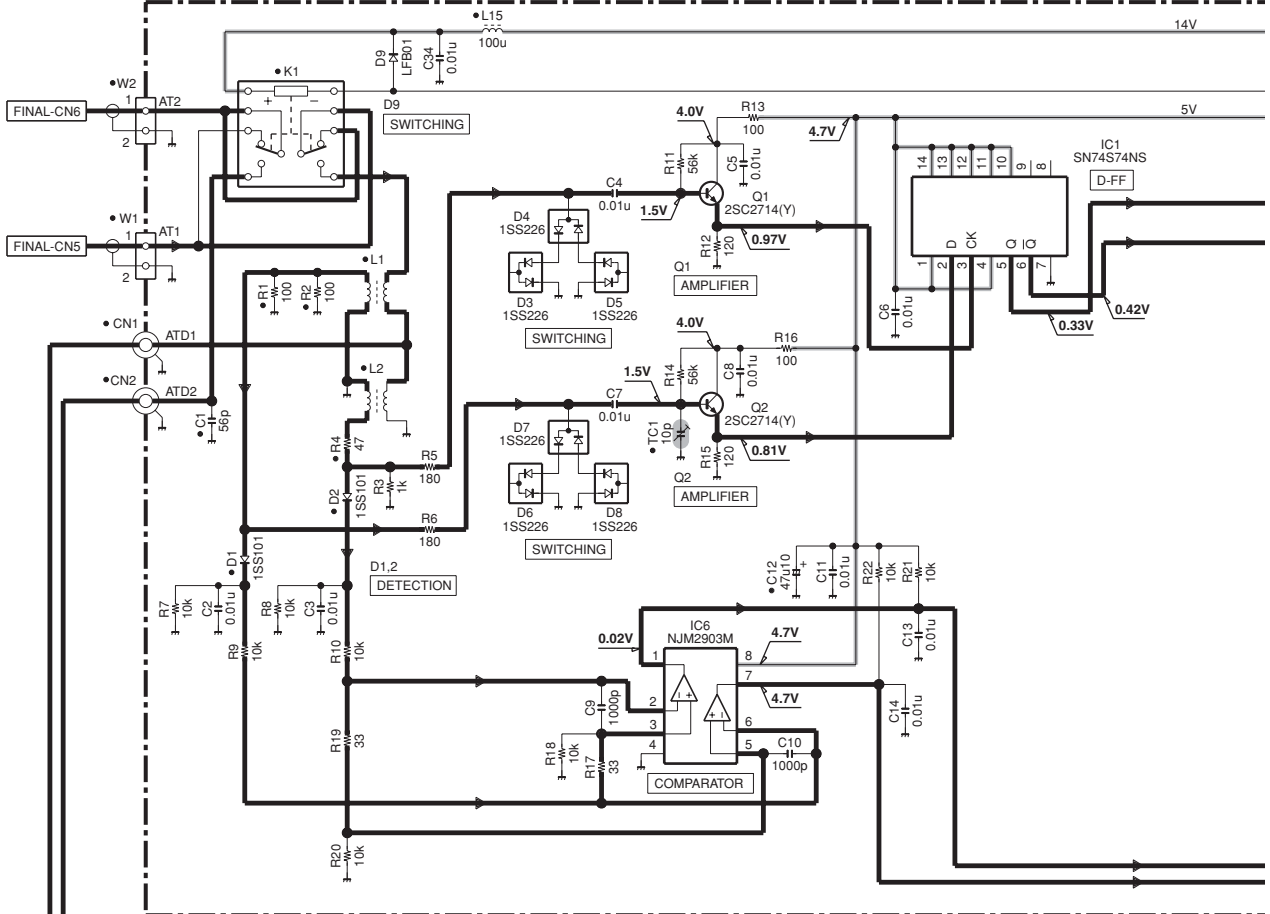 L15
100u
14V
D9
LFB01
C34
0.01u
K1
W2
1
AT2
FINAL-CN6
2
+
−
D9
SWITCHING
4.0V
R13
100
4.7V
5V
IC1
SN74S74NS
D-FF
R11
56k
C5
0.01u
14
13
12
11
10
9
8
C4
0.01u
1.5V
Q1
2SC2714(Y)
D4
1SS226
W1
1
AT1
FINAL-CN5
2
R12
120
0.97V
D
CK
Q
Q
1
2
3
4
5
6
7
L1
R1
100
R2
100
D3
1SS226
D5
1SS226
Q1
AMPLIFIER
C6
0.01u
0.42V
0.33V
SWITCHING
CN1
ATD1
4.0V
R16
100
L2
R14
56k
C8
0.01u
CN2
ATD2
1.5V
C7
0.01u
Q2
2SC2714(Y)
C1
56p
D7
1SS226
TC1
10p
R4
47
R15
120
0.81V
R5
180
R3
1k
D2
1SS101
Q2
AMPLIFIER
D6
1SS226
D8
1SS226
R6
180
SWITCHING
D1
1SS101
D1,2
DETECTION
C12
47u10
+
C11
0.01u
R22
10k
R21
10k
R7
10k
C2
0.01u
R8
10k
C3
0.01u
R9
10k
R10
10k
0.02V
IC6
NJM2903M
4.7V
C13
0.01u
1
8
7
4.7V
C9
1000p
− +
+ −
2
3
4
6
5
C14
0.01u
R19
33
R18
10k
R17
33
C10
1000p
COMPARATOR
R20
10k